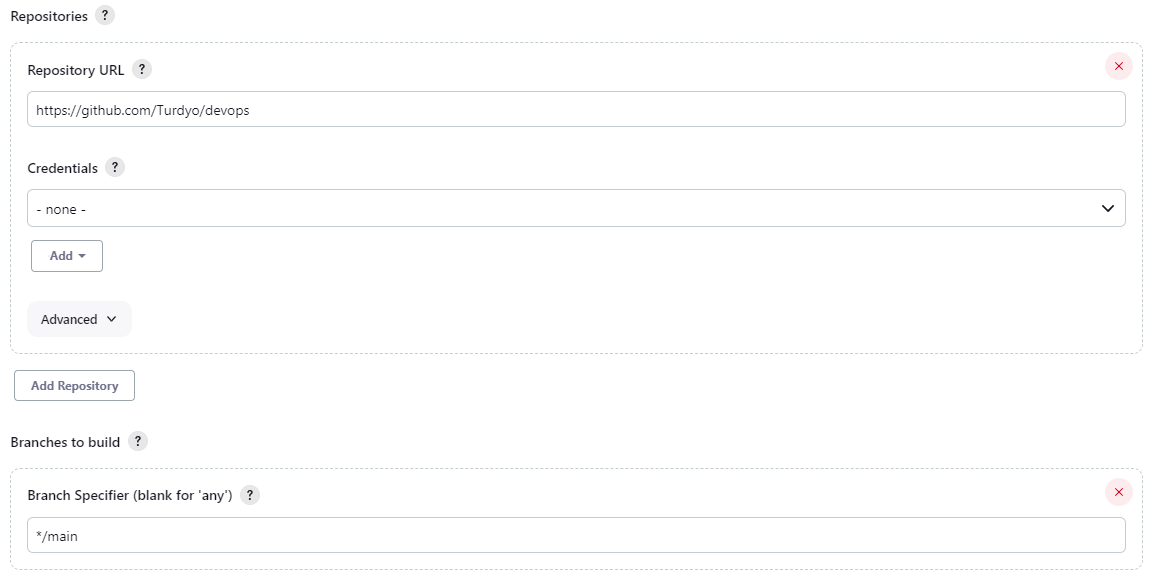 Repositories ?
Repository URL ?
https://github.com/Turdyo/devops
Credentials ?
- none -
Add
Advanced
Add Repository
Branches to build ?
Branch Specifier (blank for 'any') ?
*/main